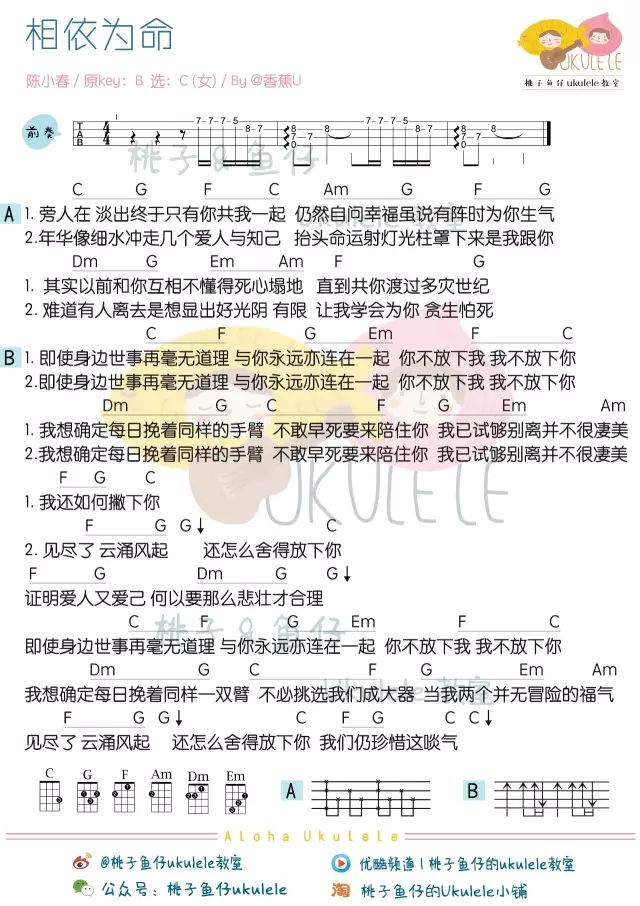 相依为命
UKULELE
桃子鱼仔ukulele教室
陈小春 / 原key：B 选：C (女) / By @香蕉U
前奏
T A B 4 4 7 7 7 5 8 7 8 7 0 7 8 7 7 7 5 8 7 8 7 0 7 8
桃子&鱼仔
C G F C Am G F G
A 1. 旁人在 淡出终于只有你共我一起 仍然自问幸福虽说有阵时为你生气
ukulele 教室
2.年华像细水冲走几个爱人与知己 抬头命运射灯光柱罩下来是我跟你
Dm G Em Am F G
1. 其实以前和你互相不懂得死心塌地 直到共你渡过多灾世纪
2. 难道有人离去是想显出好光阴 有限 让我学会为你 贪生怕死
C F G Em F C
B 1. 即使身边世事再毫无道理 与你永远亦连在一起 你不放下我 我不放下你
2.即使身边世事再毫无道理 与你永远亦连在一起 你不放下我 我不放下你
Dm G C F G Em Am
1. 我想确定每日挽着同样的手臂 不敢早死要来陪住你 我已试够别离并不很凄美
2.我想确定每日挽着同样的手臂 不敢早死要来陪住你 我已试够别离并不很凄美
F G C
1. 我还如何撇下你
UKULELE
F G G↓ C
2. 见尽了 云涌风起 还怎么舍得放下你
F G Dm G G↓
证明爱人又爱己 何以要那么悲壮才合理
桃子&鱼仔
C F G Em F C
即使身边世事再毫无道理 与你永远亦连在一起 你不放下我 我不放下你
Dm G C F G Em Am
我想确定每日挽着同样一双臂 不必挑选我们成大器 当我两个并无冒险的福气
Ukulele 教室
F G G↓ C F G C C↓
见尽了 云涌风起 还怎么舍得放下你 我们仍珍惜这啖气
C G F Am Dm Em A B
Aloha Ukulele
@桃子鱼仔ukulele教室 优酷频道 | 桃子鱼仔的ukulele教室
公众号：桃子鱼仔ukulele 淘 桃子鱼仔的Ukulele小铺